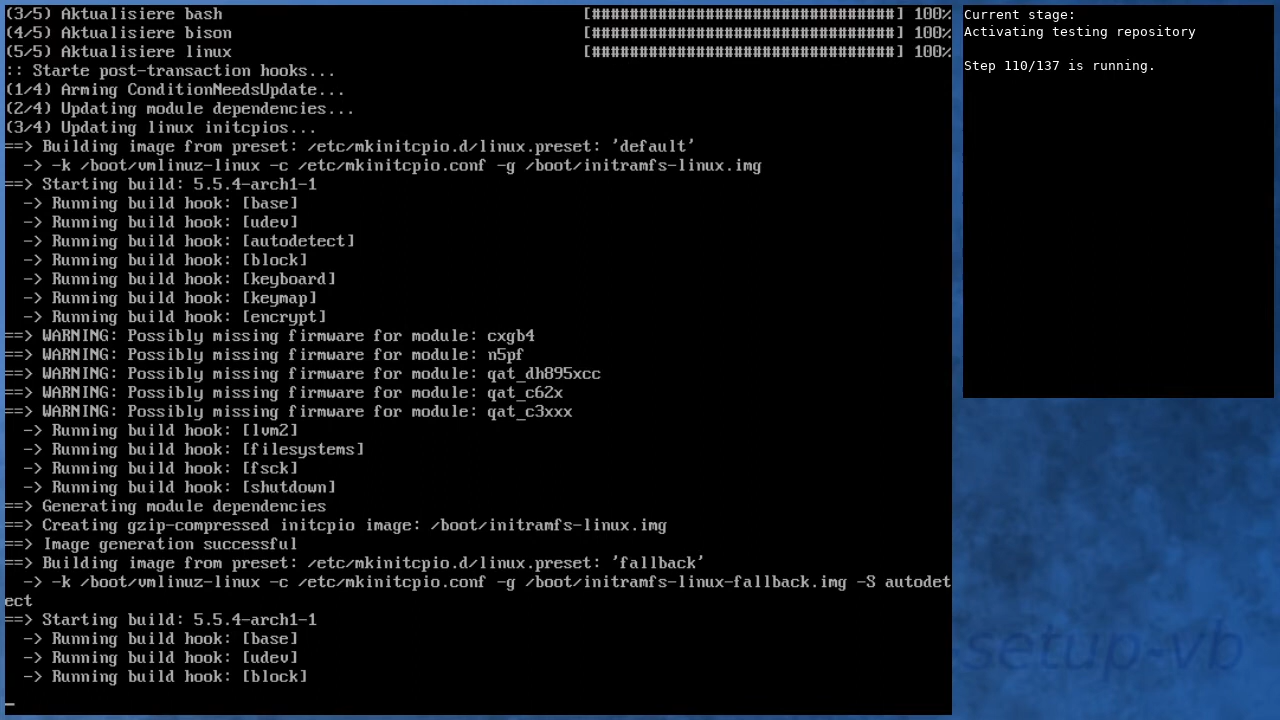 (3/5) Aktualisiere bash [################################] 100%
(4/5) Aktualisiere bison [################################] 100%
(5/5) Aktualisiere linux [################################] 100%
:: Starte post-transaction hooks...
(1/4) Arming ConditionNeedsUpdate...
(2/4) Updating module dependencies...
(3/4) Updating linux initcpios...
==> Building image from preset: /etc/mkinitcpio.d/linux.preset: 'default'
  -> -k /boot/vmlinuz-linux -c /etc/mkinitcpio.conf -g /boot/initramfs-linux.img
==> Starting build: 5.5.4-arch1-1
  -> Running build hook: [base]
  -> Running build hook: [udev]
  -> Running build hook: [autodetect]
  -> Running build hook: [block]
  -> Running build hook: [keyboard]
  -> Running build hook: [keymap]
  -> Running build hook: [encrypt]
==> WARNING: Possibly missing firmware for module: cxgb4
==> WARNING: Possibly missing firmware for module: n5pf
==> WARNING: Possibly missing firmware for module: qat_dh895xcc
==> WARNING: Possibly missing firmware for module: qat_c62x
==> WARNING: Possibly missing firmware for module: qat_c3xxx
  -> Running build hook: [lvm2]
  -> Running build hook: [filesystems]
  -> Running build hook: [fsck]
  -> Running build hook: [shutdown]
==> Generating module dependencies
==> Creating gzip-compressed initcpio image: /boot/initramfs-linux.img
==> Image generation successful
==> Building image from preset: /etc/mkinitcpio.d/linux.preset: 'fallback'
  -> -k /boot/vmlinuz-linux -c /etc/mkinitcpio.conf -g /boot/initramfs-linux-fallback.img -S autodet
ect
==> Starting build: 5.5.4-arch1-1
  -> Running build hook: [base]
  -> Running build hook: [udev]
  -> Running build hook: [block]
_
Current stage:
Activating testing repository
Step 110/137 is running.
setup-vb